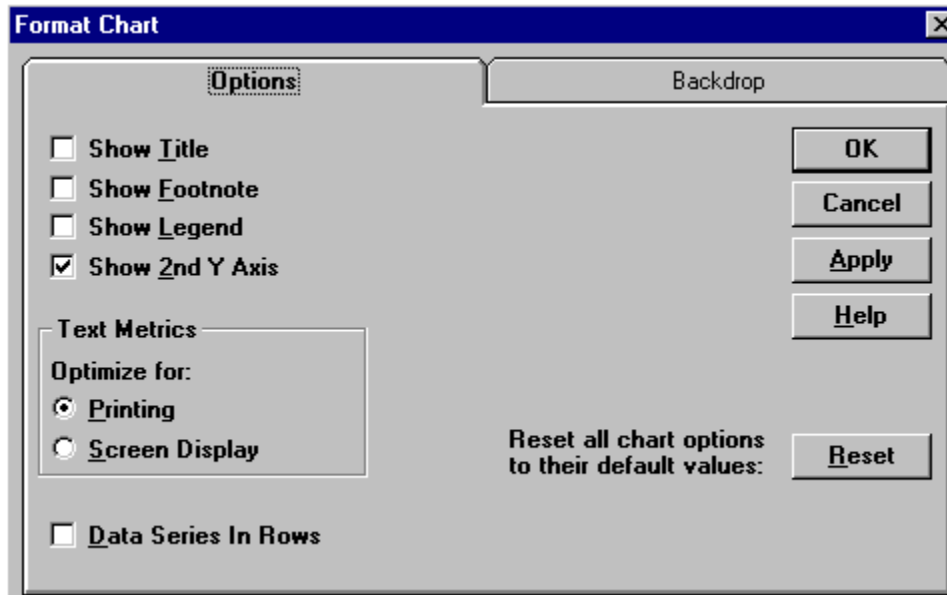 Format Chart
Options
Backdrop
Show Title
Show Footnote
Show Legend
Show 2nd Y Axis
OK
Cancel
Apply
Help
Text Metrics
Optimize for:
Printing
Screen Display
Reset all chart options
to their default values:
Reset
Data Series In Rows